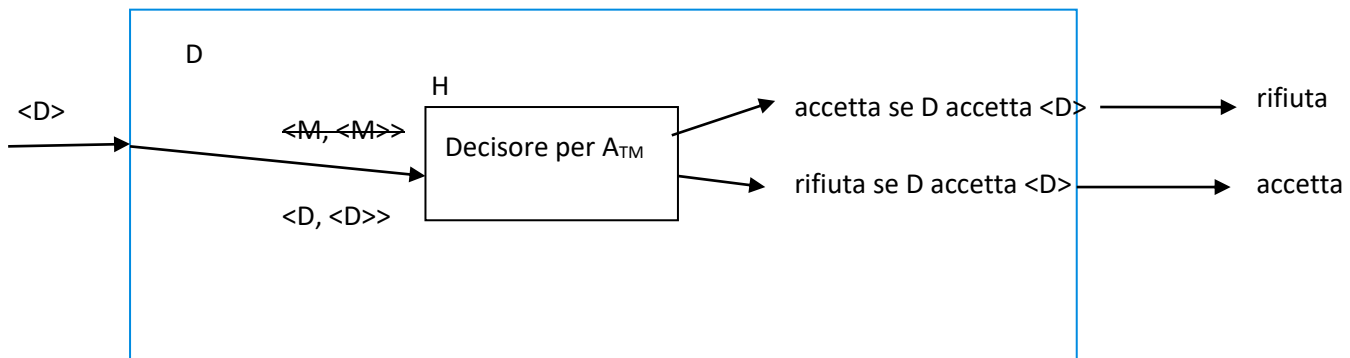 D
H
<D>
<M, <M>>
accetta se D accetta <D>
rifiuta
Decisore per ATM
rifiuta se D accetta <D>
accetta
<D, <D>>